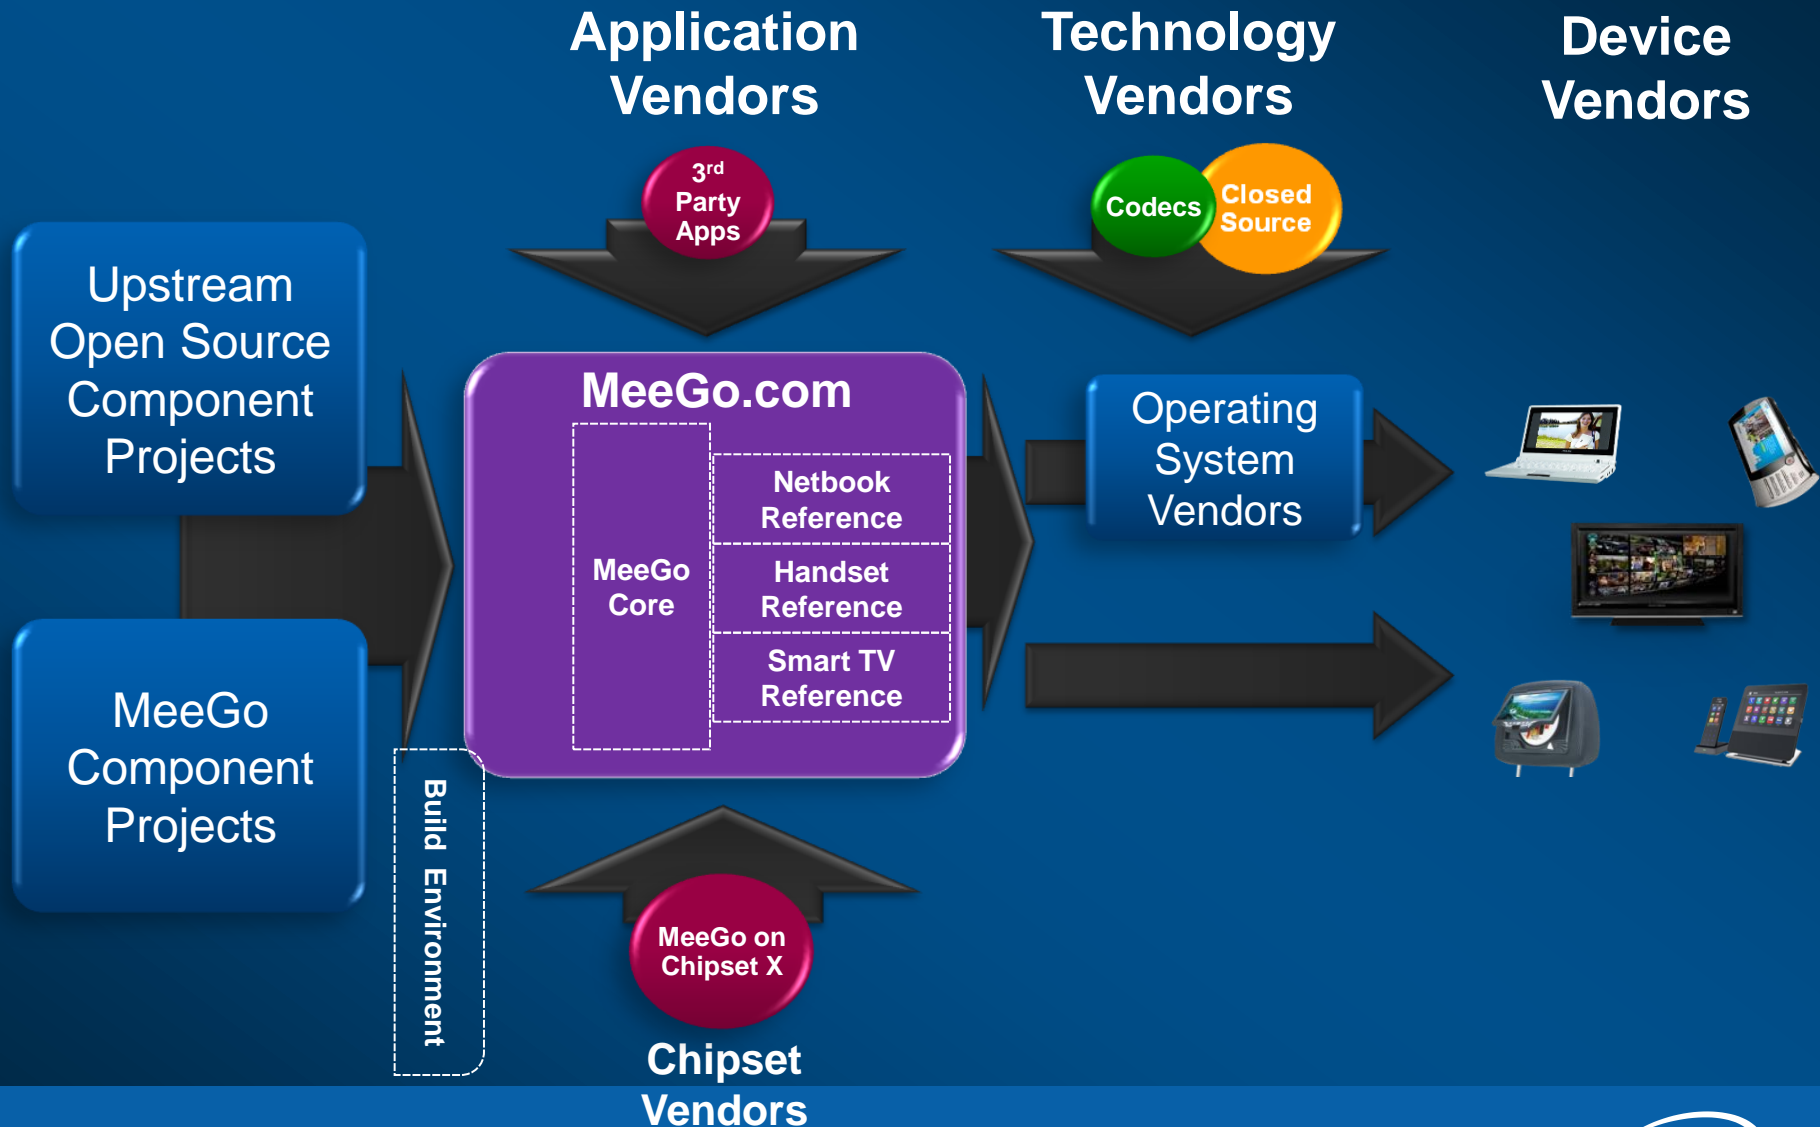 Application
Vendors
Technology
Vendors
Device
Vendors
3rd
Party
Apps
Codecs
Closed
Source
Upstream
Open Source
Component
Projects
MeeGo.com
MeeGo
Core
Netbook
Reference
Handset
Reference
Smart TV
Reference
Operating
System
Vendors
MeeGo
Component
Projects
Build Environment
MeeGo on
Chipset X
Chipset
Vendors